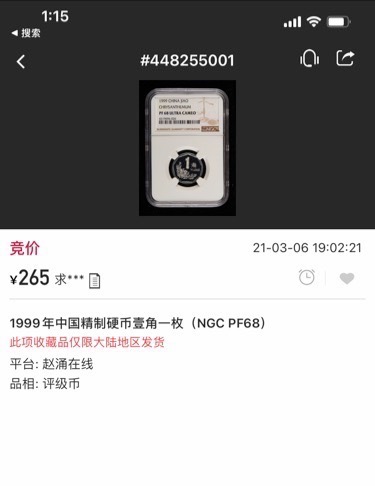 1:15
◀ 搜索
#448255001
1999 CHINA JIAO
CHRYSANTHEMUM
PF 68 ULTRA CAMEO
1
竞价
21-03-06 19:02:21
¥265 求***
1999年中国精制硬币壹角一枚（NGC PF68）
此项收藏品仅限大陆地区发货
平台: 赵涌在线
品相: 评级币